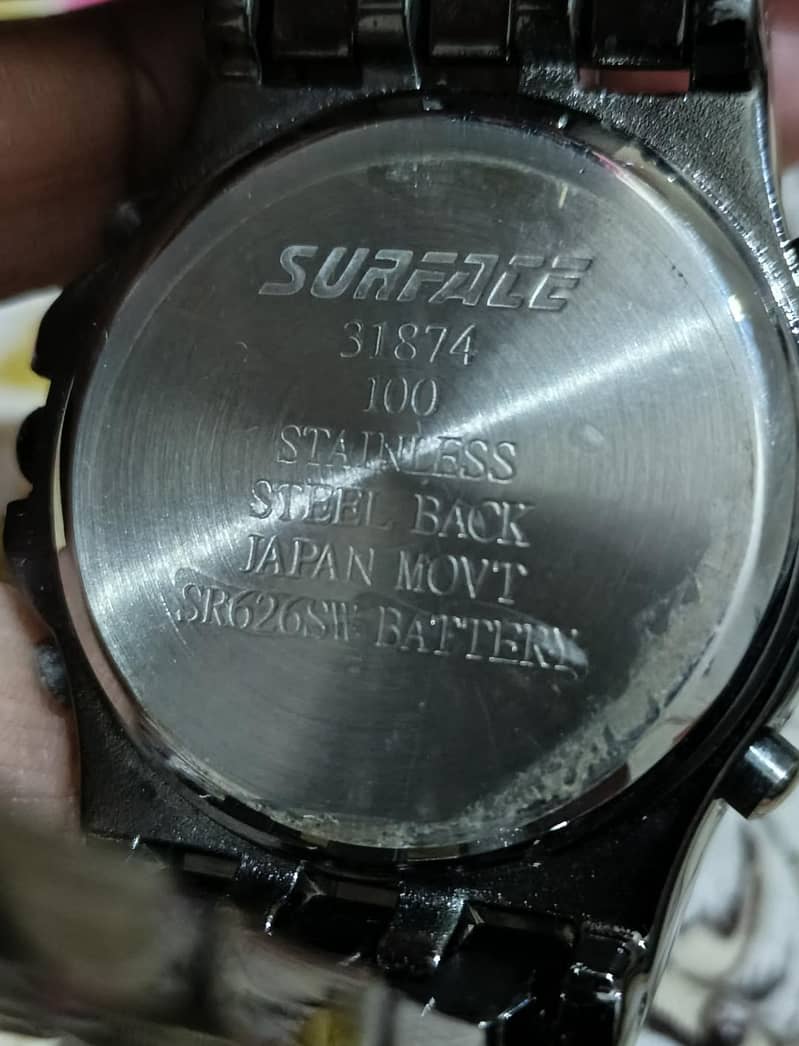 SURFACE
31874
100
STAINLESS
STEEL BACK
JAPAN MOVT
SR626SW BATTERY